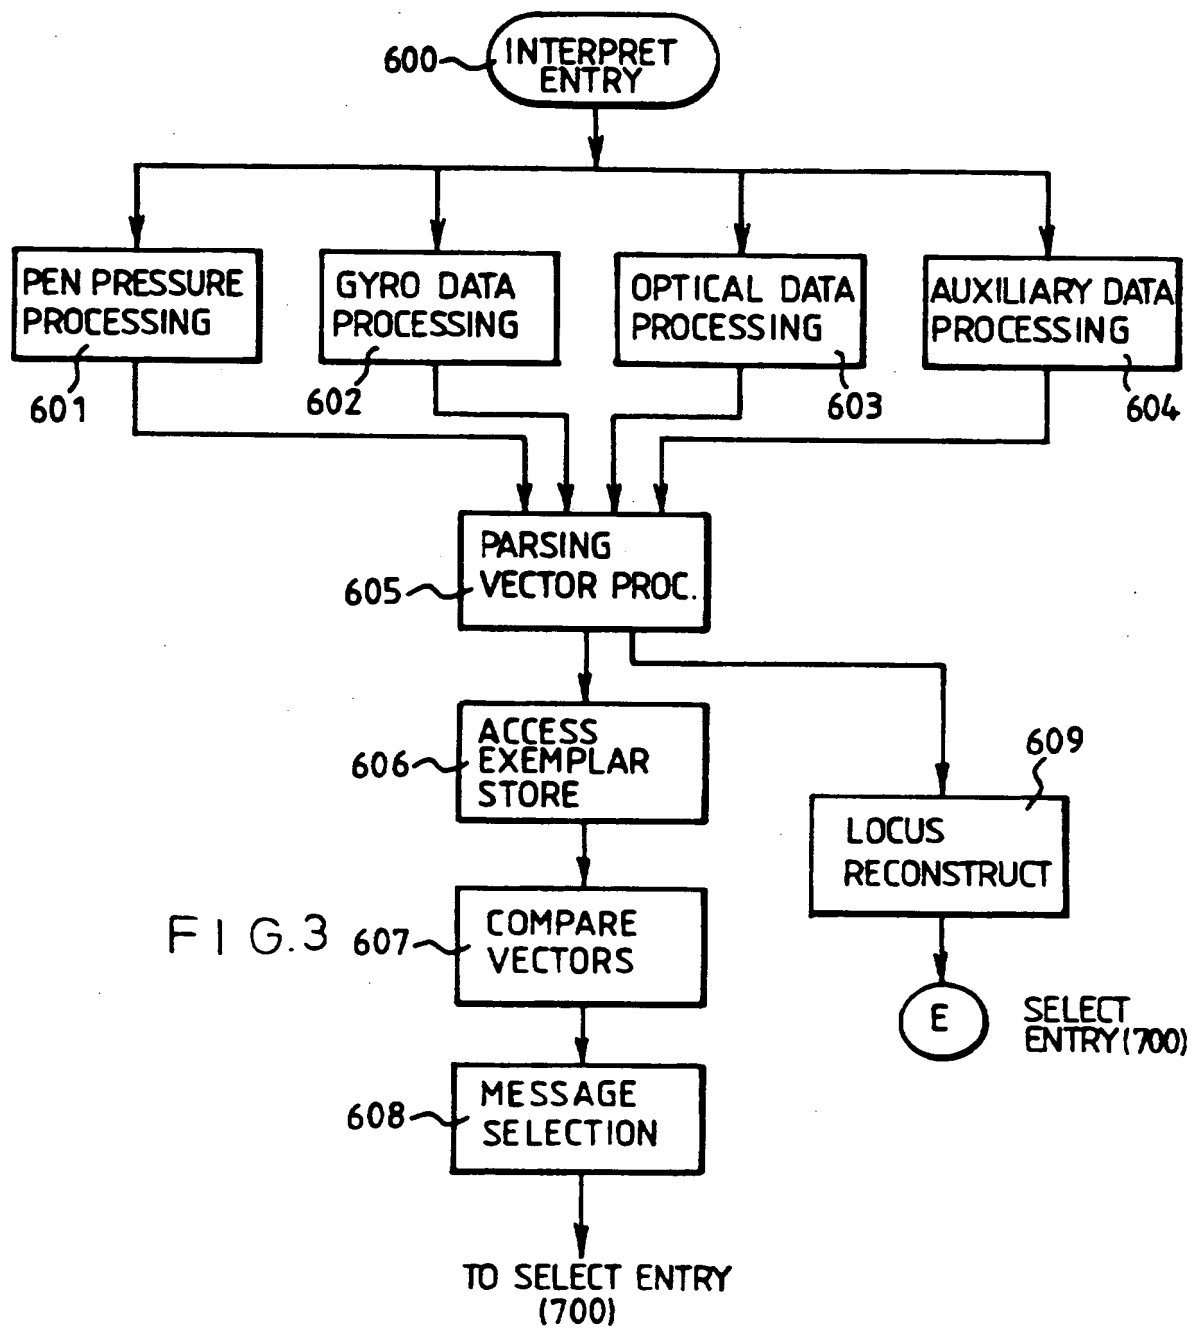 600
INTERPRET
ENTRY
PEN PRESSURE
PROCESSING
601
GYRO DATA
PROCESSING
602
OPTICAL DATA
PROCESSING
603
AUXILIARY DATA
PROCESSING
604
605
PARSING
VECTOR PROC.
606
ACCESS
EXEMPLAR
STORE
609
LOCUS
RECONSTRUCT
FIG.3
607
COMPARE
VECTORS
E
SELECT
ENTRY(700)
608
MESSAGE
SELECTION
TO SELECT ENTRY
(700)